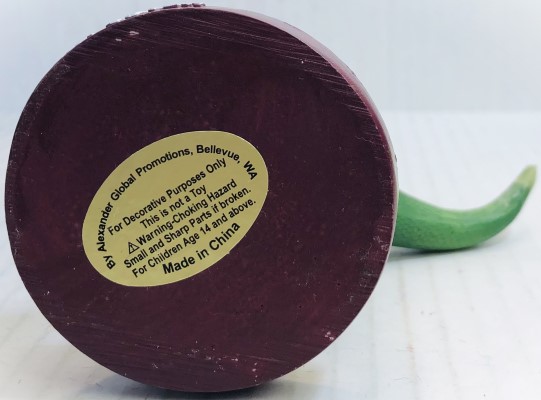 BY Alexander Global Promotions, Bellevue, WA
For Decorative Purposes Only
This is not a Toy
⚠Warning-Choking Hazard
Small and Sharp Parts if broken.
For Children Age 14 and above.
Made in China